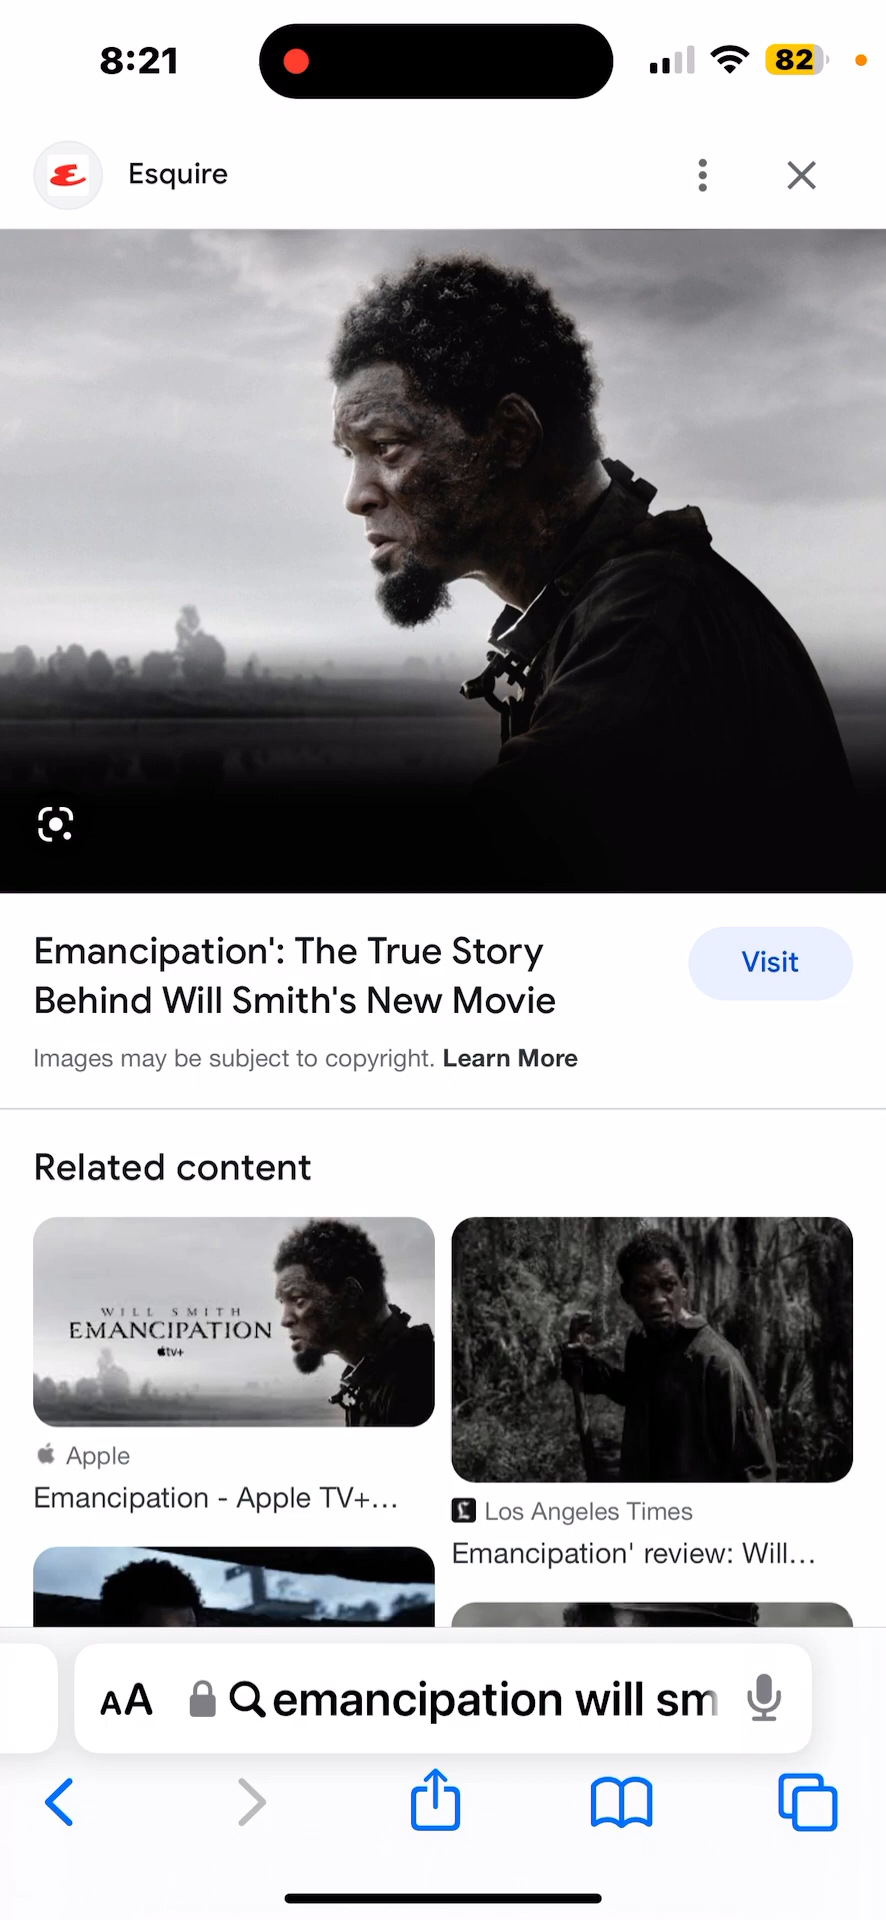 8:21
82
Esquire
Emancipation': The True Story
Behind Will Smith's New Movie
Visit
Images may be subject to copyright. Learn More
Related content
WILL SMITH
EMANCIPATION
tv+
Apple
Emancipation - Apple TV+...
Los Angeles Times
Emancipation' review: Will...
AA emancipation will sm